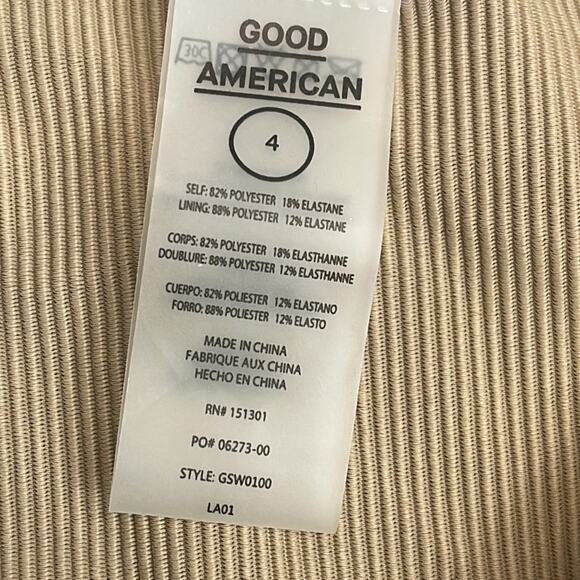 GOOD
AMERICAN
30C
4
SELF: 82% POLYESTER 18% ELASTANE
LINING: 88% POLYESTER 12% ELASTANE
CORPS: 82% POLYESTER 18% ELASTHANNE
DOUBLURE: 88% POLYESTER 12% ELASTHANNE
CUERPO: 82% POLIESTER 12% ELASTANO
FORRO: 88% POLIESTER 12% ELASTO
MADE IN CHINA
FABRIQUE AUX CHINA
HECHO EN CHINA
RN# 151301
PO# 06273-00
STYLE: GSW0100
LA01